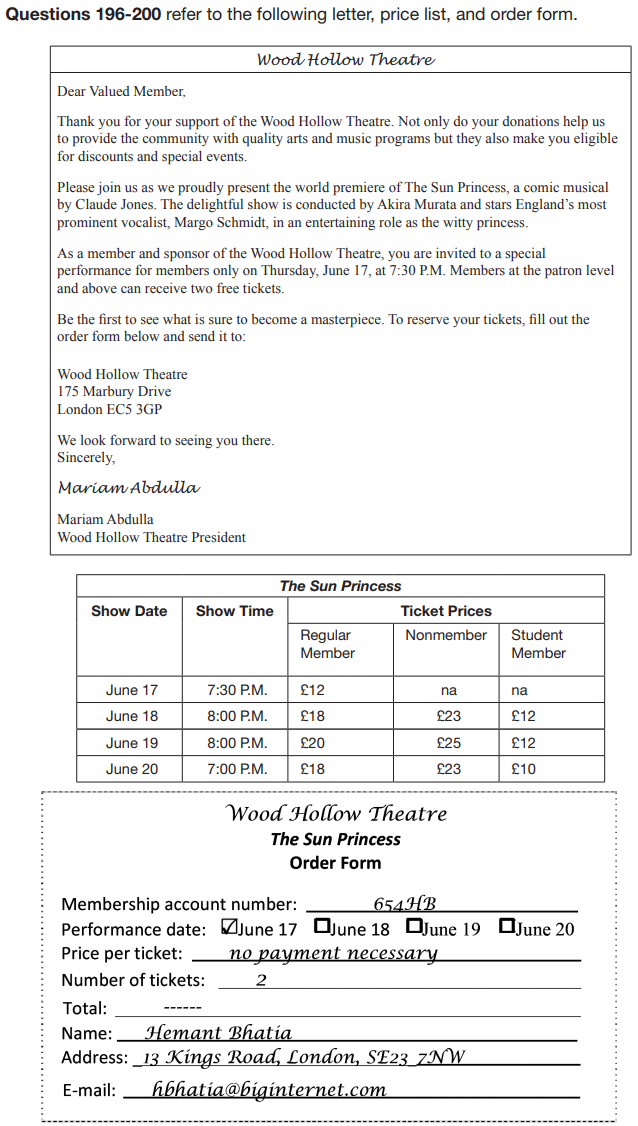 Questions 196-200 refer to the following letter, price list, and order form.
Wood Hollow Theatre
Dear Valued Member,
Thank you for your support of the Wood Hollow Theatre. Not only do your donations help us
to provide the community with quality arts and music programs but they also make you eligible
for discounts and special events.
Please join us as we proudly present the world premiere of The Sun Princess, a comic musical
by Claude Jones. The delightful show is conducted by Akira Murata and stars England's most
prominent vocalist, Margo Schmidt, in an entertaining role as the witty princess.
As a member and sponsor of the Wood Hollow Theatre, you are invited to a special
performance for members only on Thursday, June 17, at 7:30 P.M. Members at the patron level
and above can receive two free tickets.
Be the first to see what is sure to become a masterpiece. To reserve your tickets, fill out the
order form below and send it to:
Wood Hollow Theatre
175 Marbury Drive
London EC5 3GP
We look forward to seeing you there.
Sincerely,
Mariam Abdulla
Mariam Abdulla
Wood Hollow Theatre President
The Sun Princess
Show Date Show Time Ticket Prices
Regular Nonmember Student
Member Member
June 17 7:30 P.M. £12 na na
June 18 8:00 P.M. £18 £23 £12
June 19 8:00 P.M. £20 £25 £12
June 20 7:00 P.M. £18 £23 £10
Wood Hollow Theatre
The Sun Princess
Order Form
Membership account number: 654HB
Performance date: ☑June 17 ☐June 18 ☐June 19 ☐June 20
Price per ticket: no payment necessary
Number of tickets: 2
Total: ------
Name: Hemant Bhatia
Address: 13 Kings Road, London, SE23 7NW
E-mail: hbhatia@biginternet.com